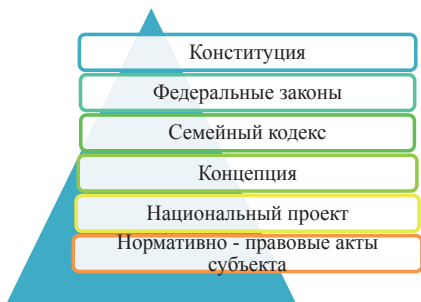 Конституция
Федеральные законы
Семейный кодекс
Концепция
Национальный проект
Нормативно - правовые акты
субъекта